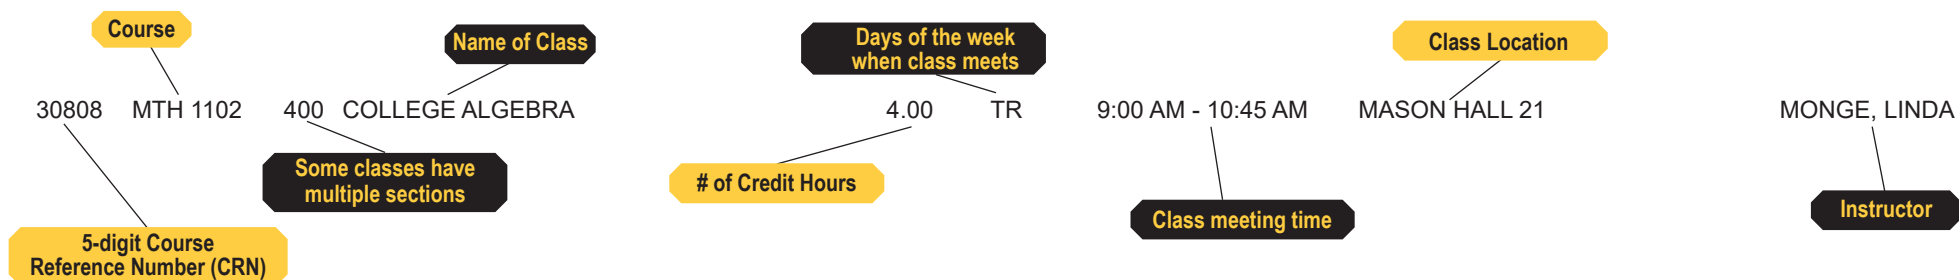 Course
Name of Class
Days of the week
when class meets
Class Location
30808 MTH 1102 400 COLLEGE ALGEBRA 4.00 TR 9:00 AM - 10:45 AM MASON HALL 21 MONGE, LINDA
Some classes have
multiple sections
# of Credit Hours
Class meeting time
Instructor
5-digit Course
Reference Number (CRN)